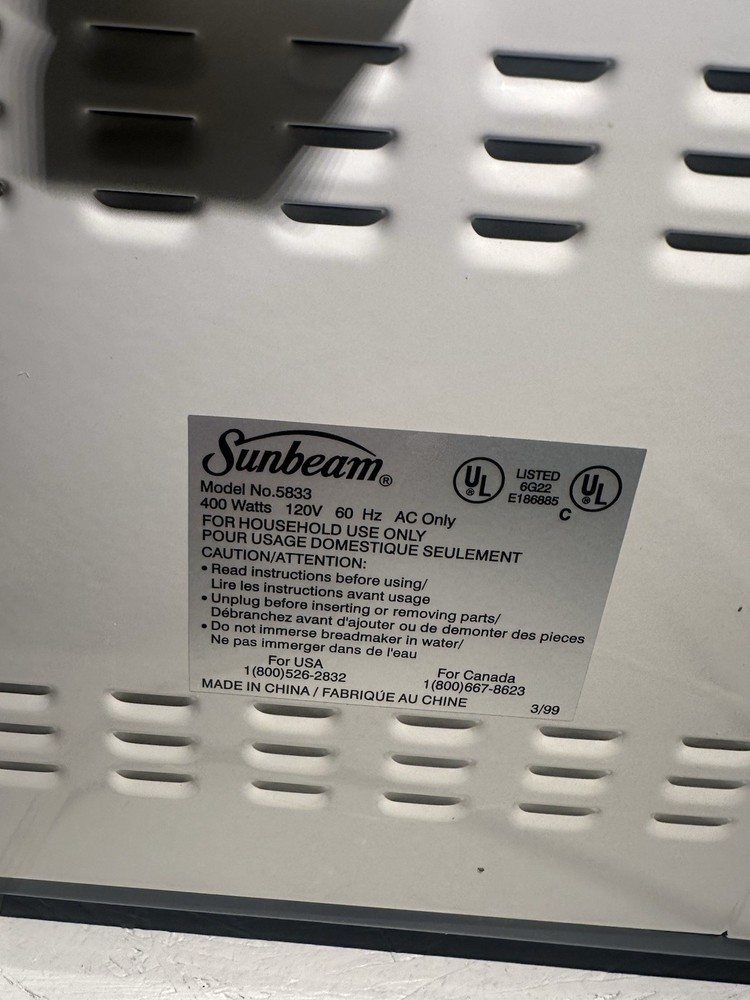 Sunbeam®
UL LISTED UL
6G22
E186885
C
Model No.5833
400 Watts 120V 60 Hz AC Only
FOR HOUSEHOLD USE ONLY
POUR USAGE DOMESTIQUE SEULEMENT
CAUTION/ATTENTION:
• Read instructions before using/
Lire les instructions avant usage
• Unplug before inserting or removing parts/
Débranchez avant d'ajouter ou de demonter des pieces
• Do not immerse breadmaker in water/
Ne pas immerger dans de l'eau
For USA
1(800)526-2832
For Canada
1(800)667-8623
MADE IN CHINA / FABRIQÚE AU CHINE
3/99